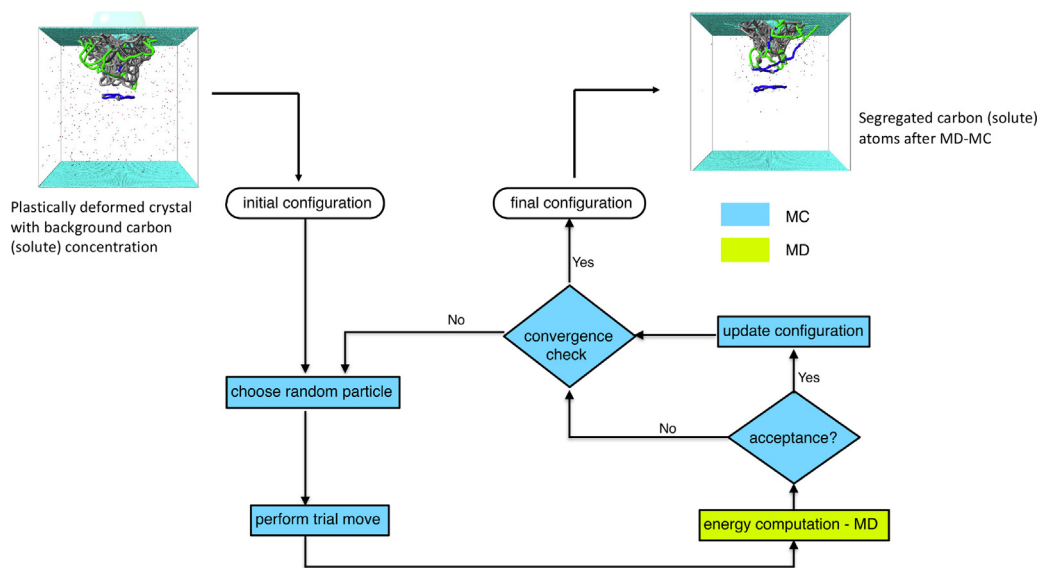 Plastically deformed crystal
with background carbon
(solute) concentration
Segregated carbon (solute)
atoms after MD-MC
initial configuration
final configuration
MC
MD
Yes
No
convergence
check
update configuration
choose random particle
Yes
No
acceptance?
perform trial move
energy computation - MD